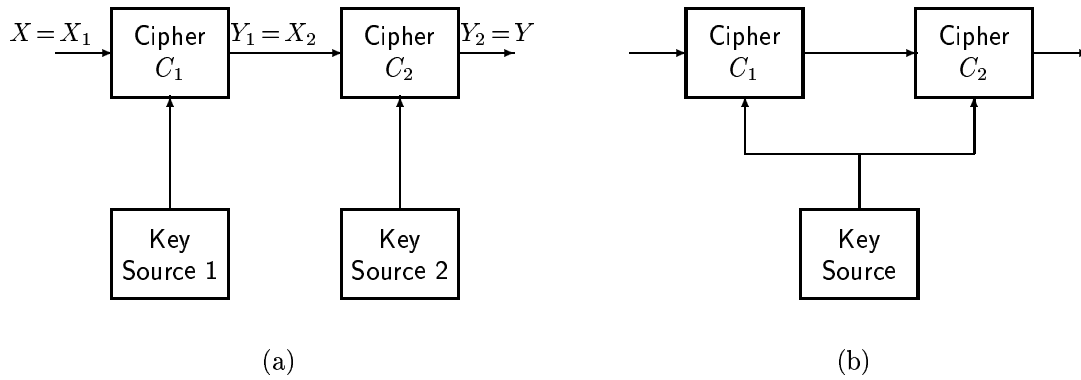 X = X₁
Cipher
C₁
Y₁ = X₂
Cipher
C₂
Y₂ = Y
Key
Source 1
Key
Source 2
(a)
Cipher
C₁
Cipher
C₂
Key
Source
(b)